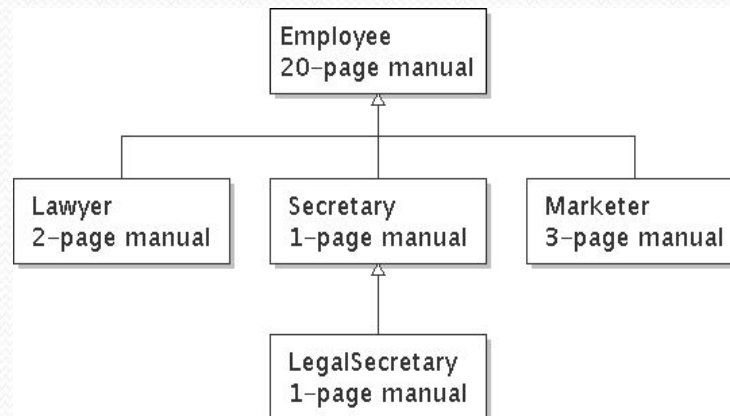 Employee
20-page manual
Lawyer
2-page manual
Secretary
1-page manual
Marketer
3-page manual
LegalSecretary
1-page manual